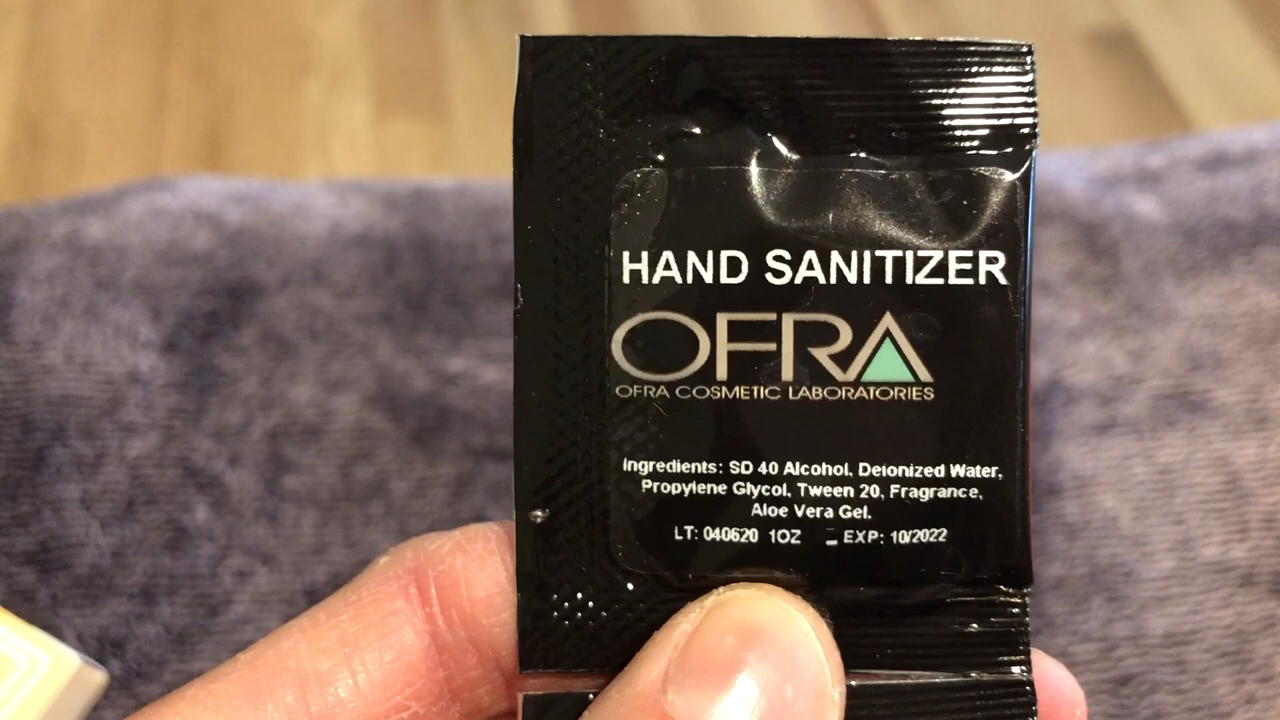 HAND SANITIZER
OFRA
OFRA COSMETIC LABORATORIES
Ingredients: SD 40 Alcohol, Deionized Water,
Propylene Glycol, Tween 20, Fragrance,
Aloe Vera Gel.
LT: 040620 1OZ EXP: 10/2022